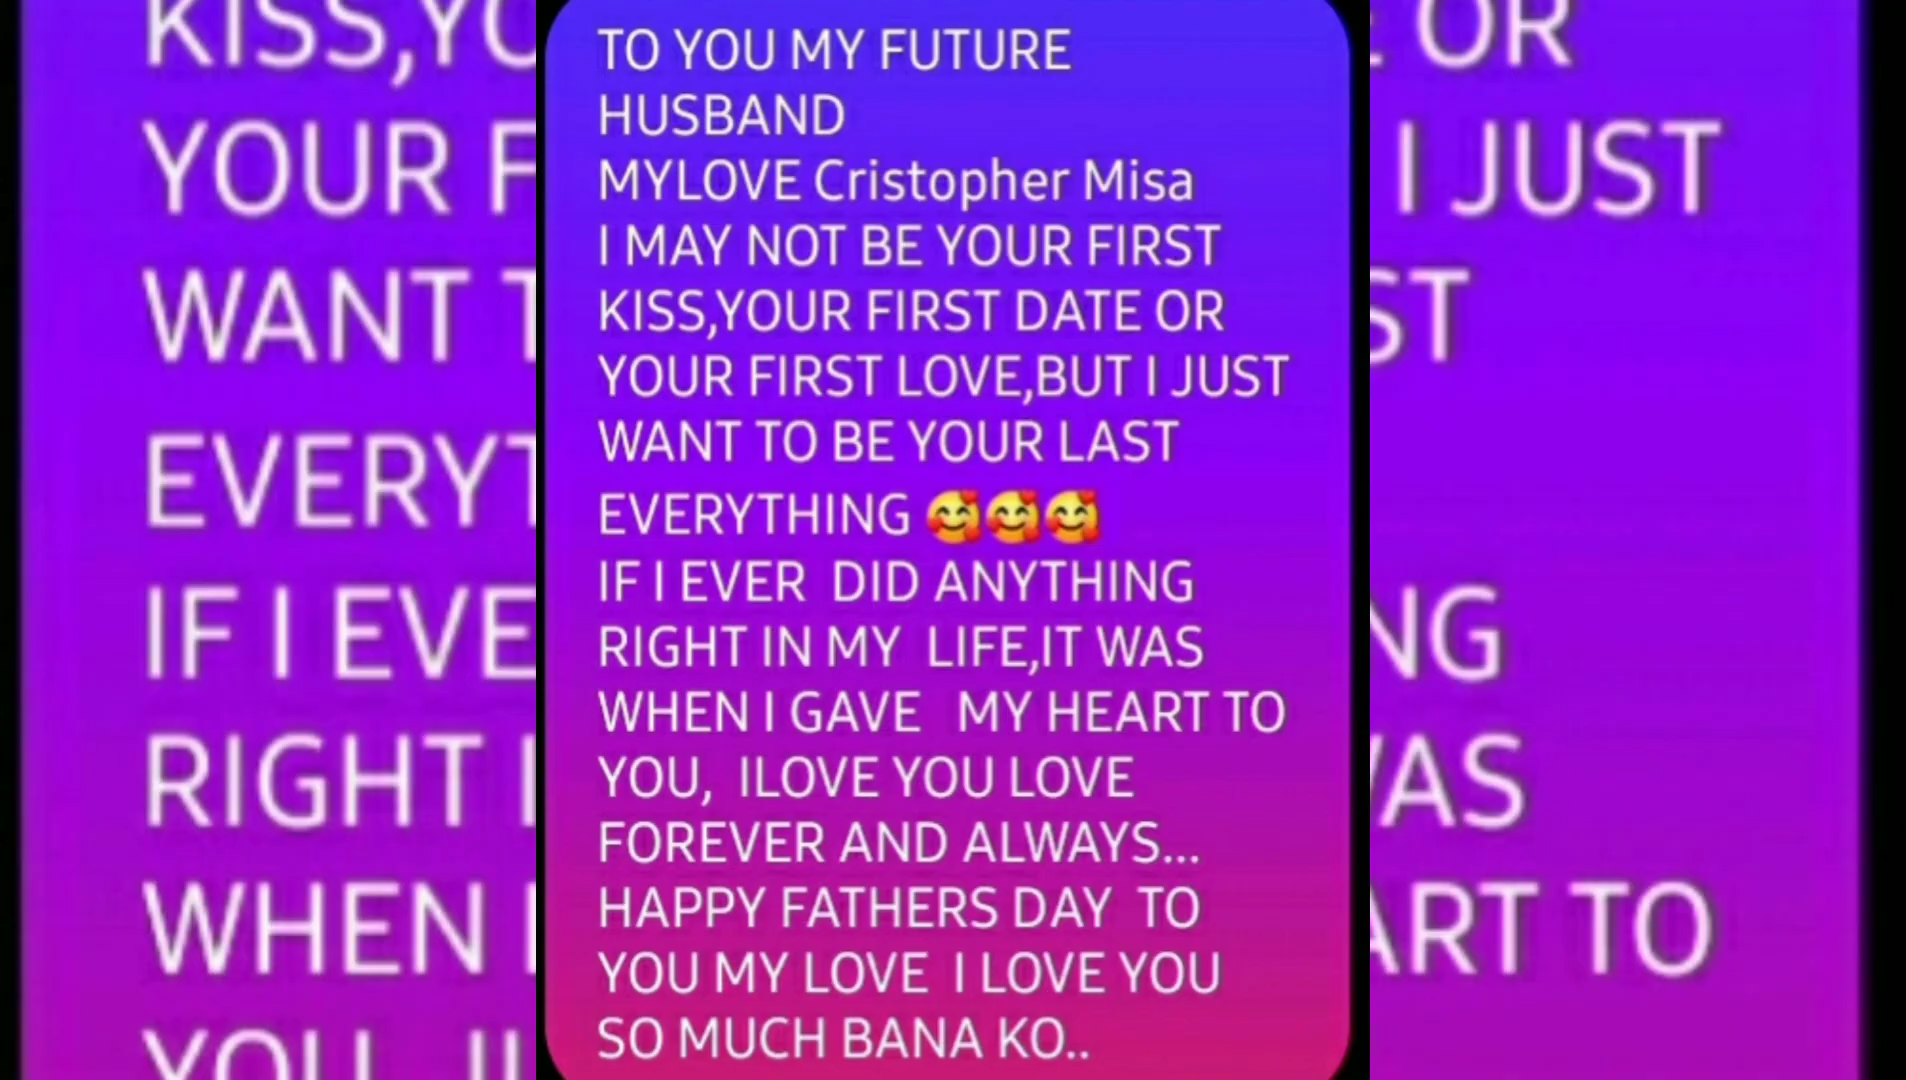 TO YOU MY FUTURE
HUSBAND
MYLOVE Cristopher Misa
I MAY NOT BE YOUR FIRST
KISS,YOUR FIRST DATE OR
YOUR FIRST LOVE,BUT I JUST
WANT TO BE YOUR LAST
EVERYTHING 🥰🥰🥰
IF I EVER  DID ANYTHING
RIGHT IN MY  LIFE,IT WAS
WHEN I GAVE   MY HEART TO
YOU,  ILOVE YOU LOVE
FOREVER AND ALWAYS...
HAPPY FATHERS DAY  TO
YOU MY LOVE  I LOVE YOU
SO MUCH BANA KO..